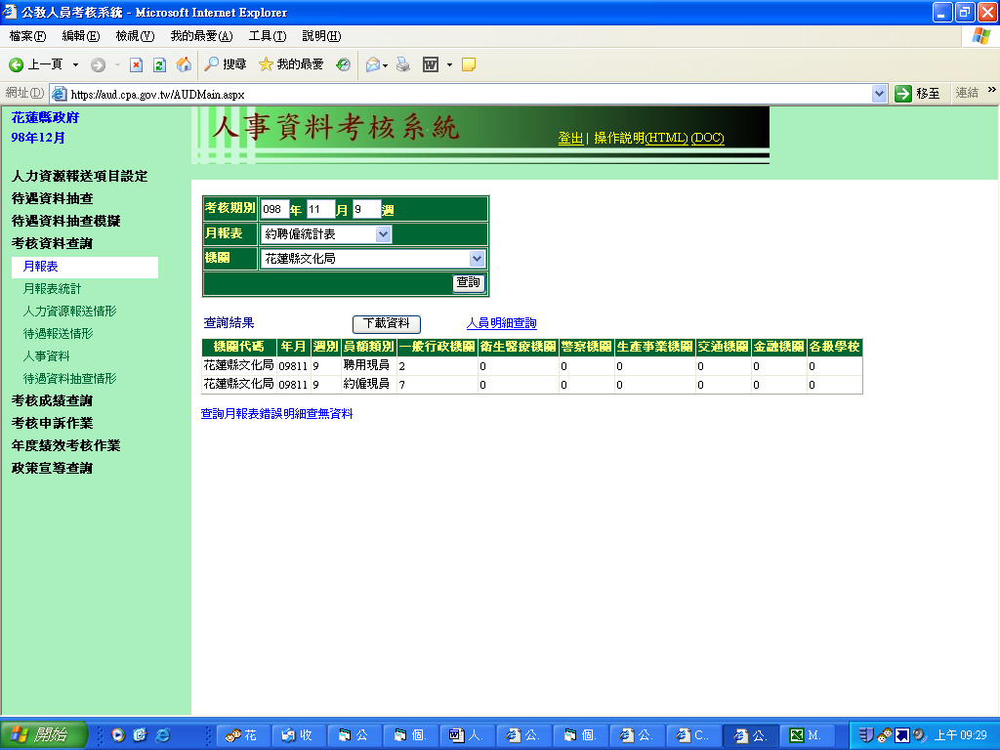 公教人員考核系統 - Microsoft Internet Explorer
檔案(F) 編輯(E) 檢視(V) 我的最愛(A) 工具(T) 說明(H)
上一頁 搜尋 我的最愛
網址(D) https://aud.cpa.gov.tw/AUDMain.aspx 移至 連結 »
花蓮縣政府
98年12月
人事資料考核系統
登出 | 操作說明(HTML) (DOC)
人力資源報送項目設定
待遇資料抽查
待遇資料抽查模擬
考核資料查詢
月報表
月報表統計
人力資源報送情形
待遇報送情形
人事資料
待遇資料抽查情形
考核成績查詢
考核申訴作業
年度績效考核作業
政策宣導查詢
考核期別 098 年 11 月 9 週
月報表 約聘僱統計表
機關 花蓮縣文化局
查詢
查詢結果 下載資料 人員明細查詢
機關代碼 年月 週別 員額類別 一般行政機關 衛生醫療機關 警察機關 生產事業機關 交通機關 金融機關 各級學校
花蓮縣文化局 09811 9 聘用現員 2 0 0 0 0 0 0
花蓮縣文化局 09811 9 約僱現員 7 0 0 0 0 0 0
查詢月報表錯誤明細查無資料
開始 花 收 公. 個. 人. 公. 個. 公. C.. 公. M. 上午 09:29